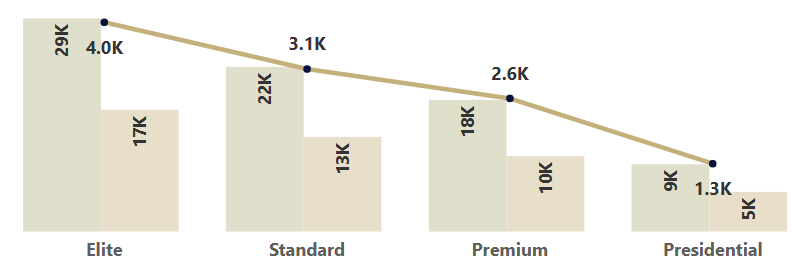 29K
4.0K
17K
3.1K
22K
13K
2.6K
18K
10K
9K
1.3K
5K
Elite
Standard
Premium
Presidential